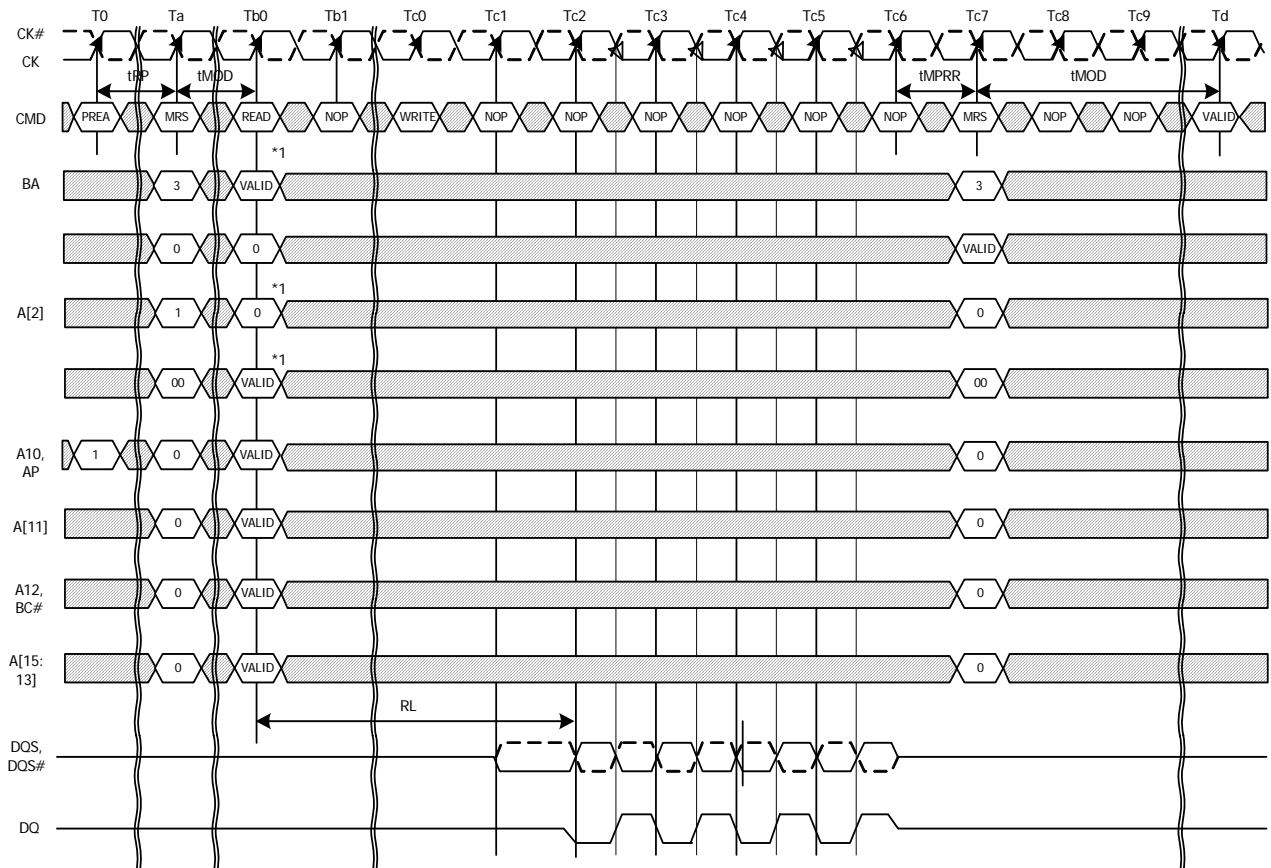 T0 Ta Tb0 Tb1 Tc0 Tc1 Tc2 Tc3 Tc4 Tc5 Tc6 Tc7 Tc8 Tc9 Td
CK#
CK
tRP tMOD tMPRR tMOD
CMD PREA MRS READ NOP WRITE NOP NOP NOP NOP NOP NOP MRS NOP NOP VALID
*1
BA 3 VALID 3
0 0 VALID
*1
A[2] 1 0 0
*1
00 VALID 00
A10,
AP 1 0 VALID 0
A[11] 0 VALID 0
A12,
BC# 0 VALID 0
A[15:
13] 0 VALID 0
RL
DQS,
DQS#
DQ